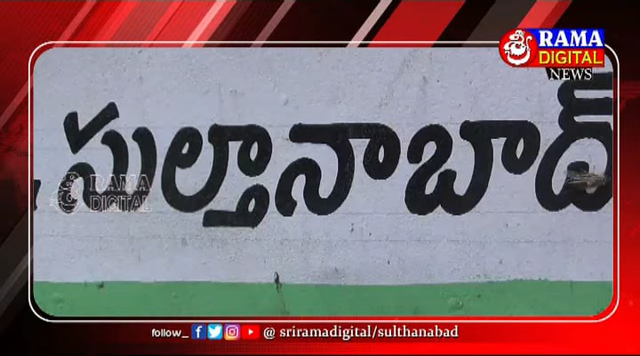 RAMA
DIGITAL
NEWS
సుల్తానాబాద్
RAMA
DIGITAL
follow_ @ sriramadigital/sulthanabad